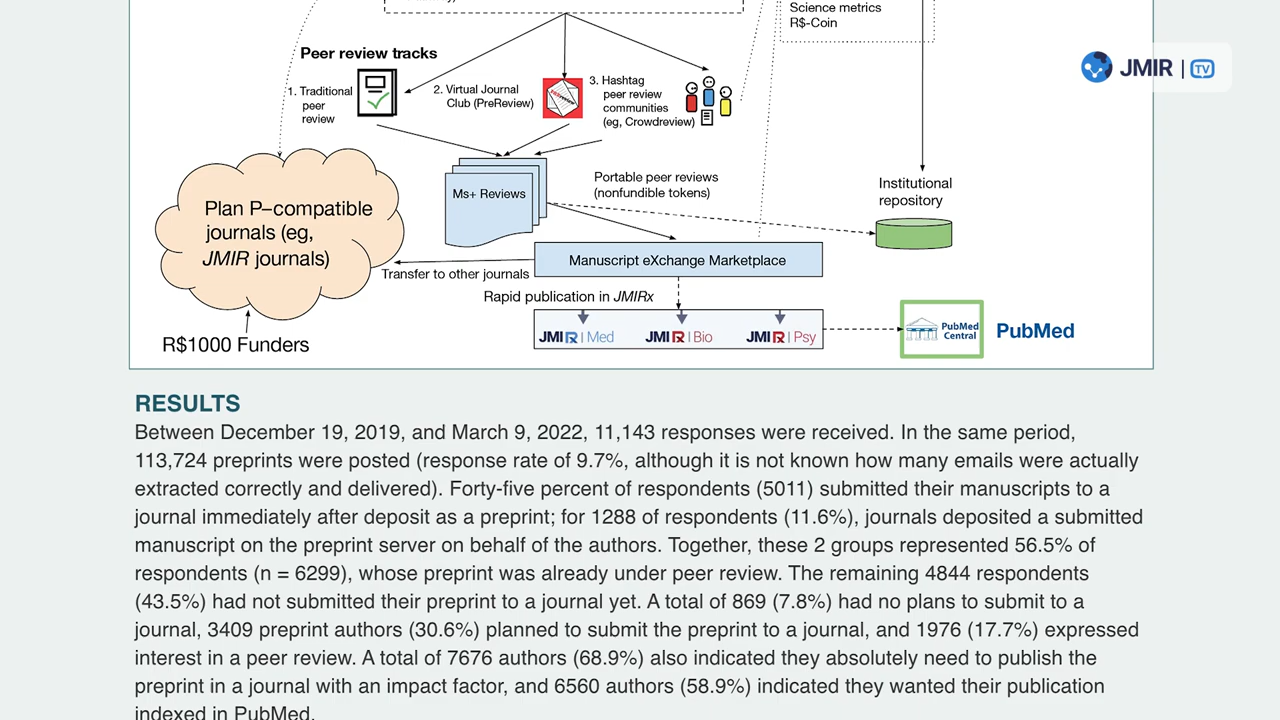 Science metrics
R$-Coin
JMIR | TV
Peer review tracks
1. Traditional
peer
review
2. Virtual Journal
Club (PreReview)
3. Hashtag
peer review
communities
(eg, Crowdreview)
Ms+ Reviews
Portable peer reviews
(nonfundible tokens)
Institutional
repository
Plan P–compatible
journals (eg,
JMIR journals)
Manuscript eXchange Marketplace
Transfer to other journals
Rapid publication in JMIRx
JMIRx | Med
JMIRx | Bio
JMIRx | Psy
PubMed
Central
PubMed
R$1000 Funders
RESULTS
Between December 19, 2019, and March 9, 2022, 11,143 responses were received. In the same period,
113,724 preprints were posted (response rate of 9.7%, although it is not known how many emails were actually
extracted correctly and delivered). Forty-five percent of respondents (5011) submitted their manuscripts to a
journal immediately after deposit as a preprint; for 1288 of respondents (11.6%), journals deposited a submitted
manuscript on the preprint server on behalf of the authors. Together, these 2 groups represented 56.5% of
respondents (n = 6299), whose preprint was already under peer review. The remaining 4844 respondents
(43.5%) had not submitted their preprint to a journal yet. A total of 869 (7.8%) had no plans to submit to a
journal, 3409 preprint authors (30.6%) planned to submit the preprint to a journal, and 1976 (17.7%) expressed
interest in a peer review. A total of 7676 authors (68.9%) also indicated they absolutely need to publish the
preprint in a journal with an impact factor, and 6560 authors (58.9%) indicated they wanted their publication
indexed in PubMed.